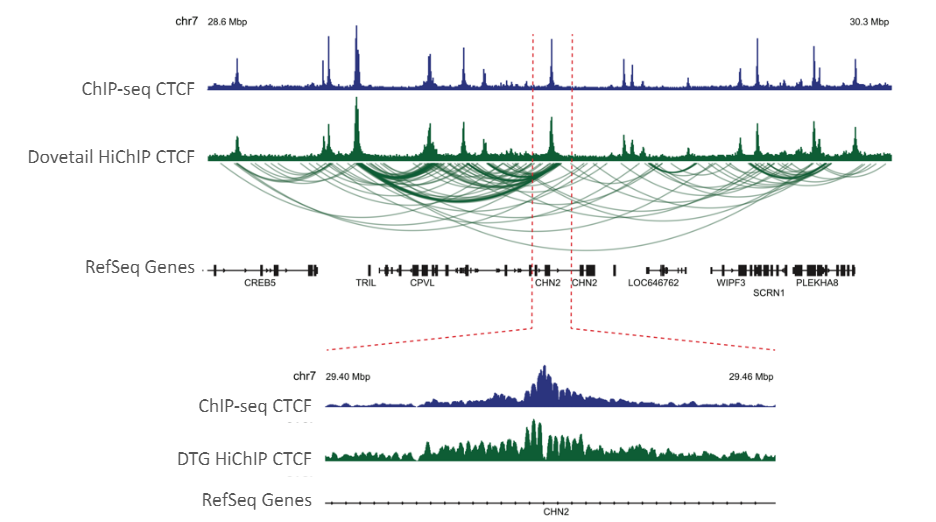 chr7 28.6 Mbp 30.3 Mbp
ChIP-seq CTCF
Dovetail HiChIP CTCF
RefSeq Genes
CREB5 TRIL CPVL CHN2 CHN2 LOC646762 WIPF3 PLEKHA8
SCRN1
chr7 29.40 Mbp 29.46 Mbp
ChIP-seq CTCF
DTG HiChIP CTCF
RefSeq Genes
CHN2